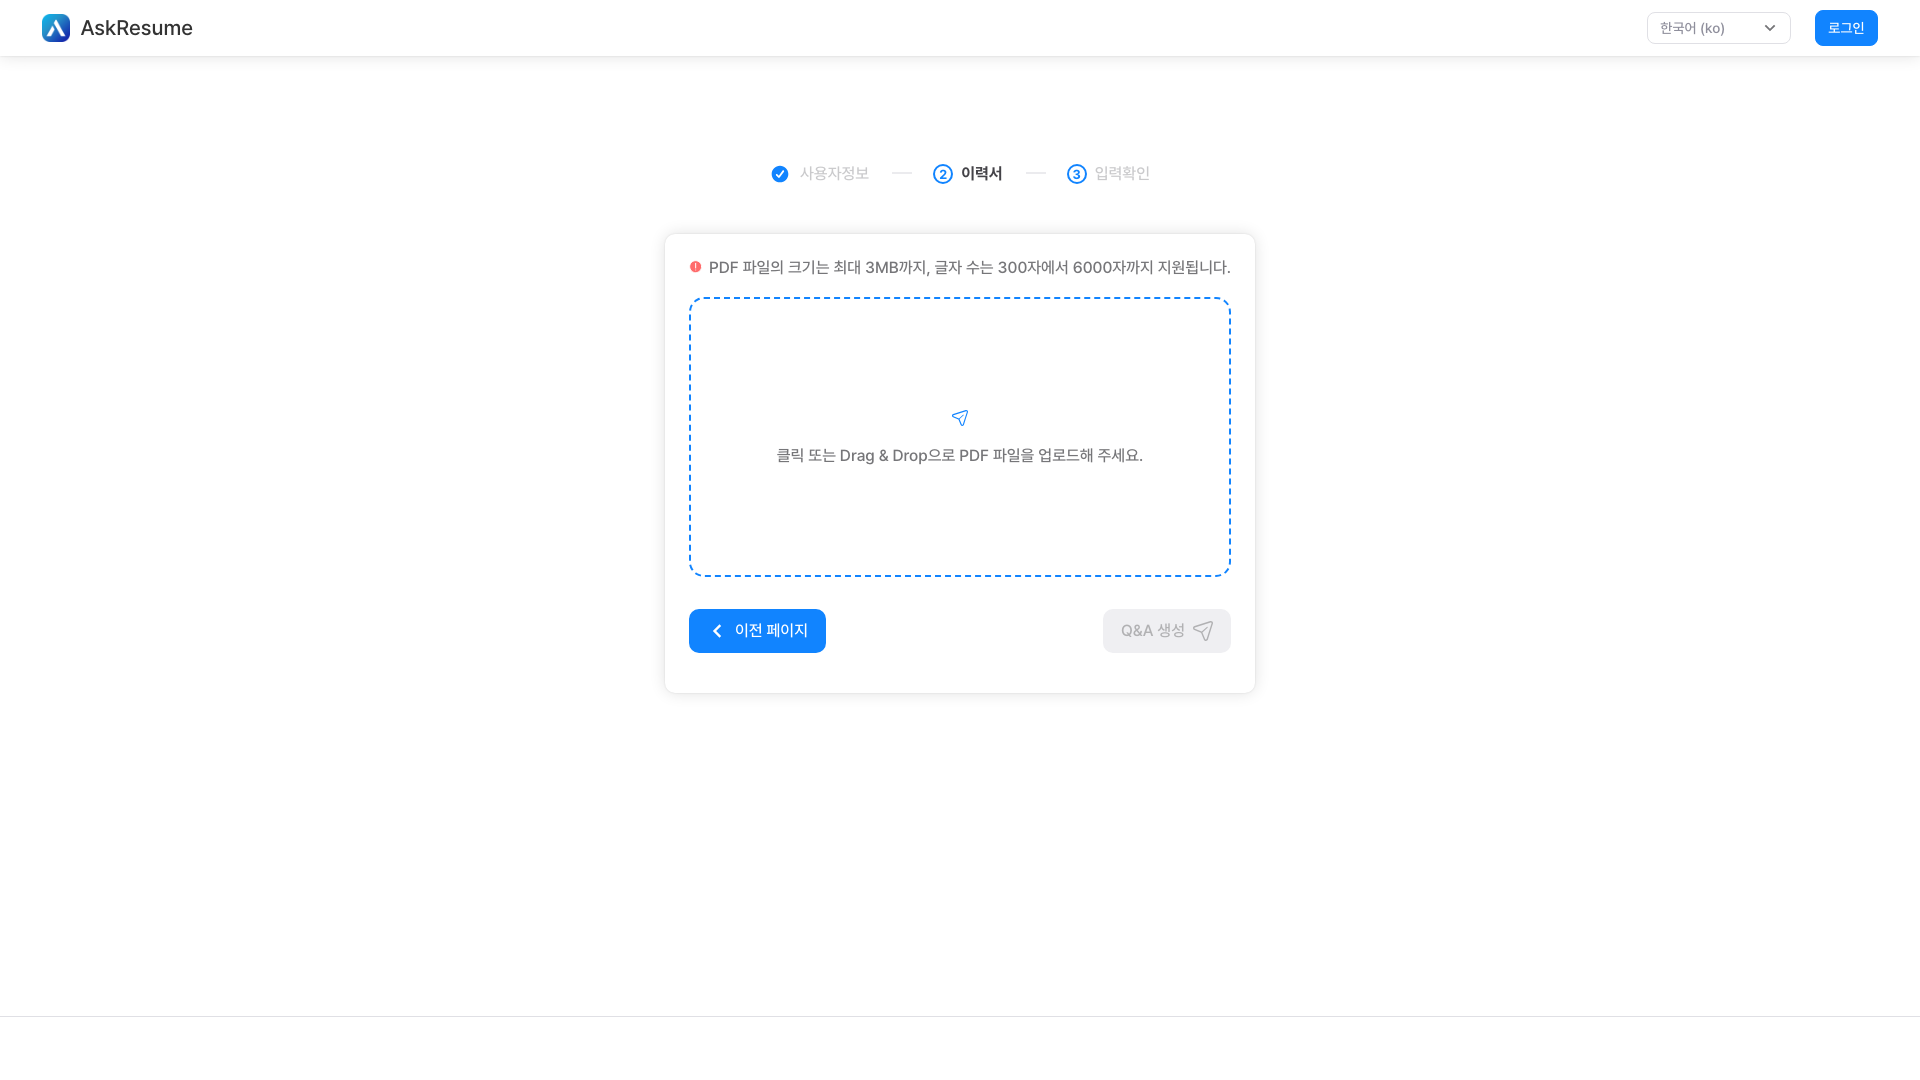 AskResume
한국어 (ko)
로그인
사용자정보
2 이력서
3 입력확인
PDF 파일의 크기는 최대 3MB까지, 글자 수는 300자에서 6000자까지 지원됩니다.
클릭 또는 Drag & Drop으로 PDF 파일을 업로드해 주세요.
이전 페이지
Q&A 생성